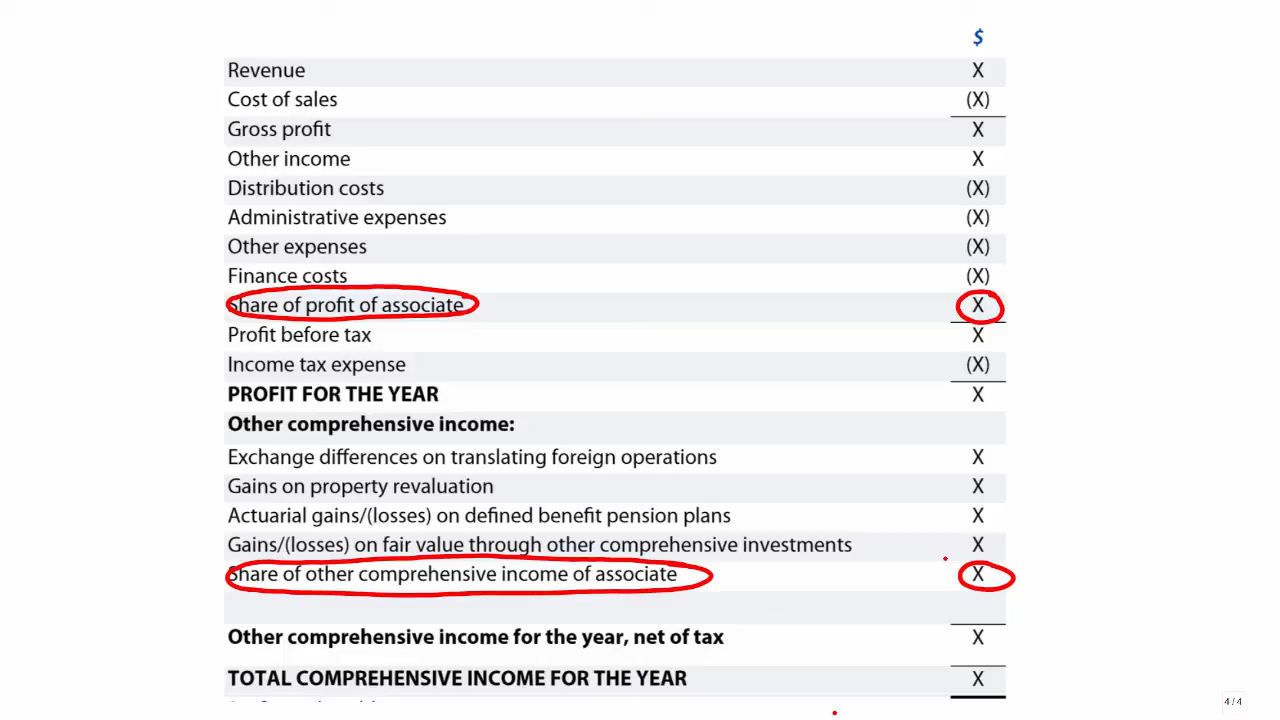 $
Revenue X
Cost of sales (X)
Gross profit X
Other income X
Distribution costs (X)
Administrative expenses (X)
Other expenses (X)
Finance costs (X)
Share of profit of associate X
Profit before tax X
Income tax expense (X)
PROFIT FOR THE YEAR X
Other comprehensive income:
Exchange differences on translating foreign operations X
Gains on property revaluation X
Actuarial gains/(losses) on defined benefit pension plans X
Gains/(losses) on fair value through other comprehensive investments X
Share of other comprehensive income of associate X
Other comprehensive income for the year, net of tax X
TOTAL COMPREHENSIVE INCOME FOR THE YEAR X
4 / 4